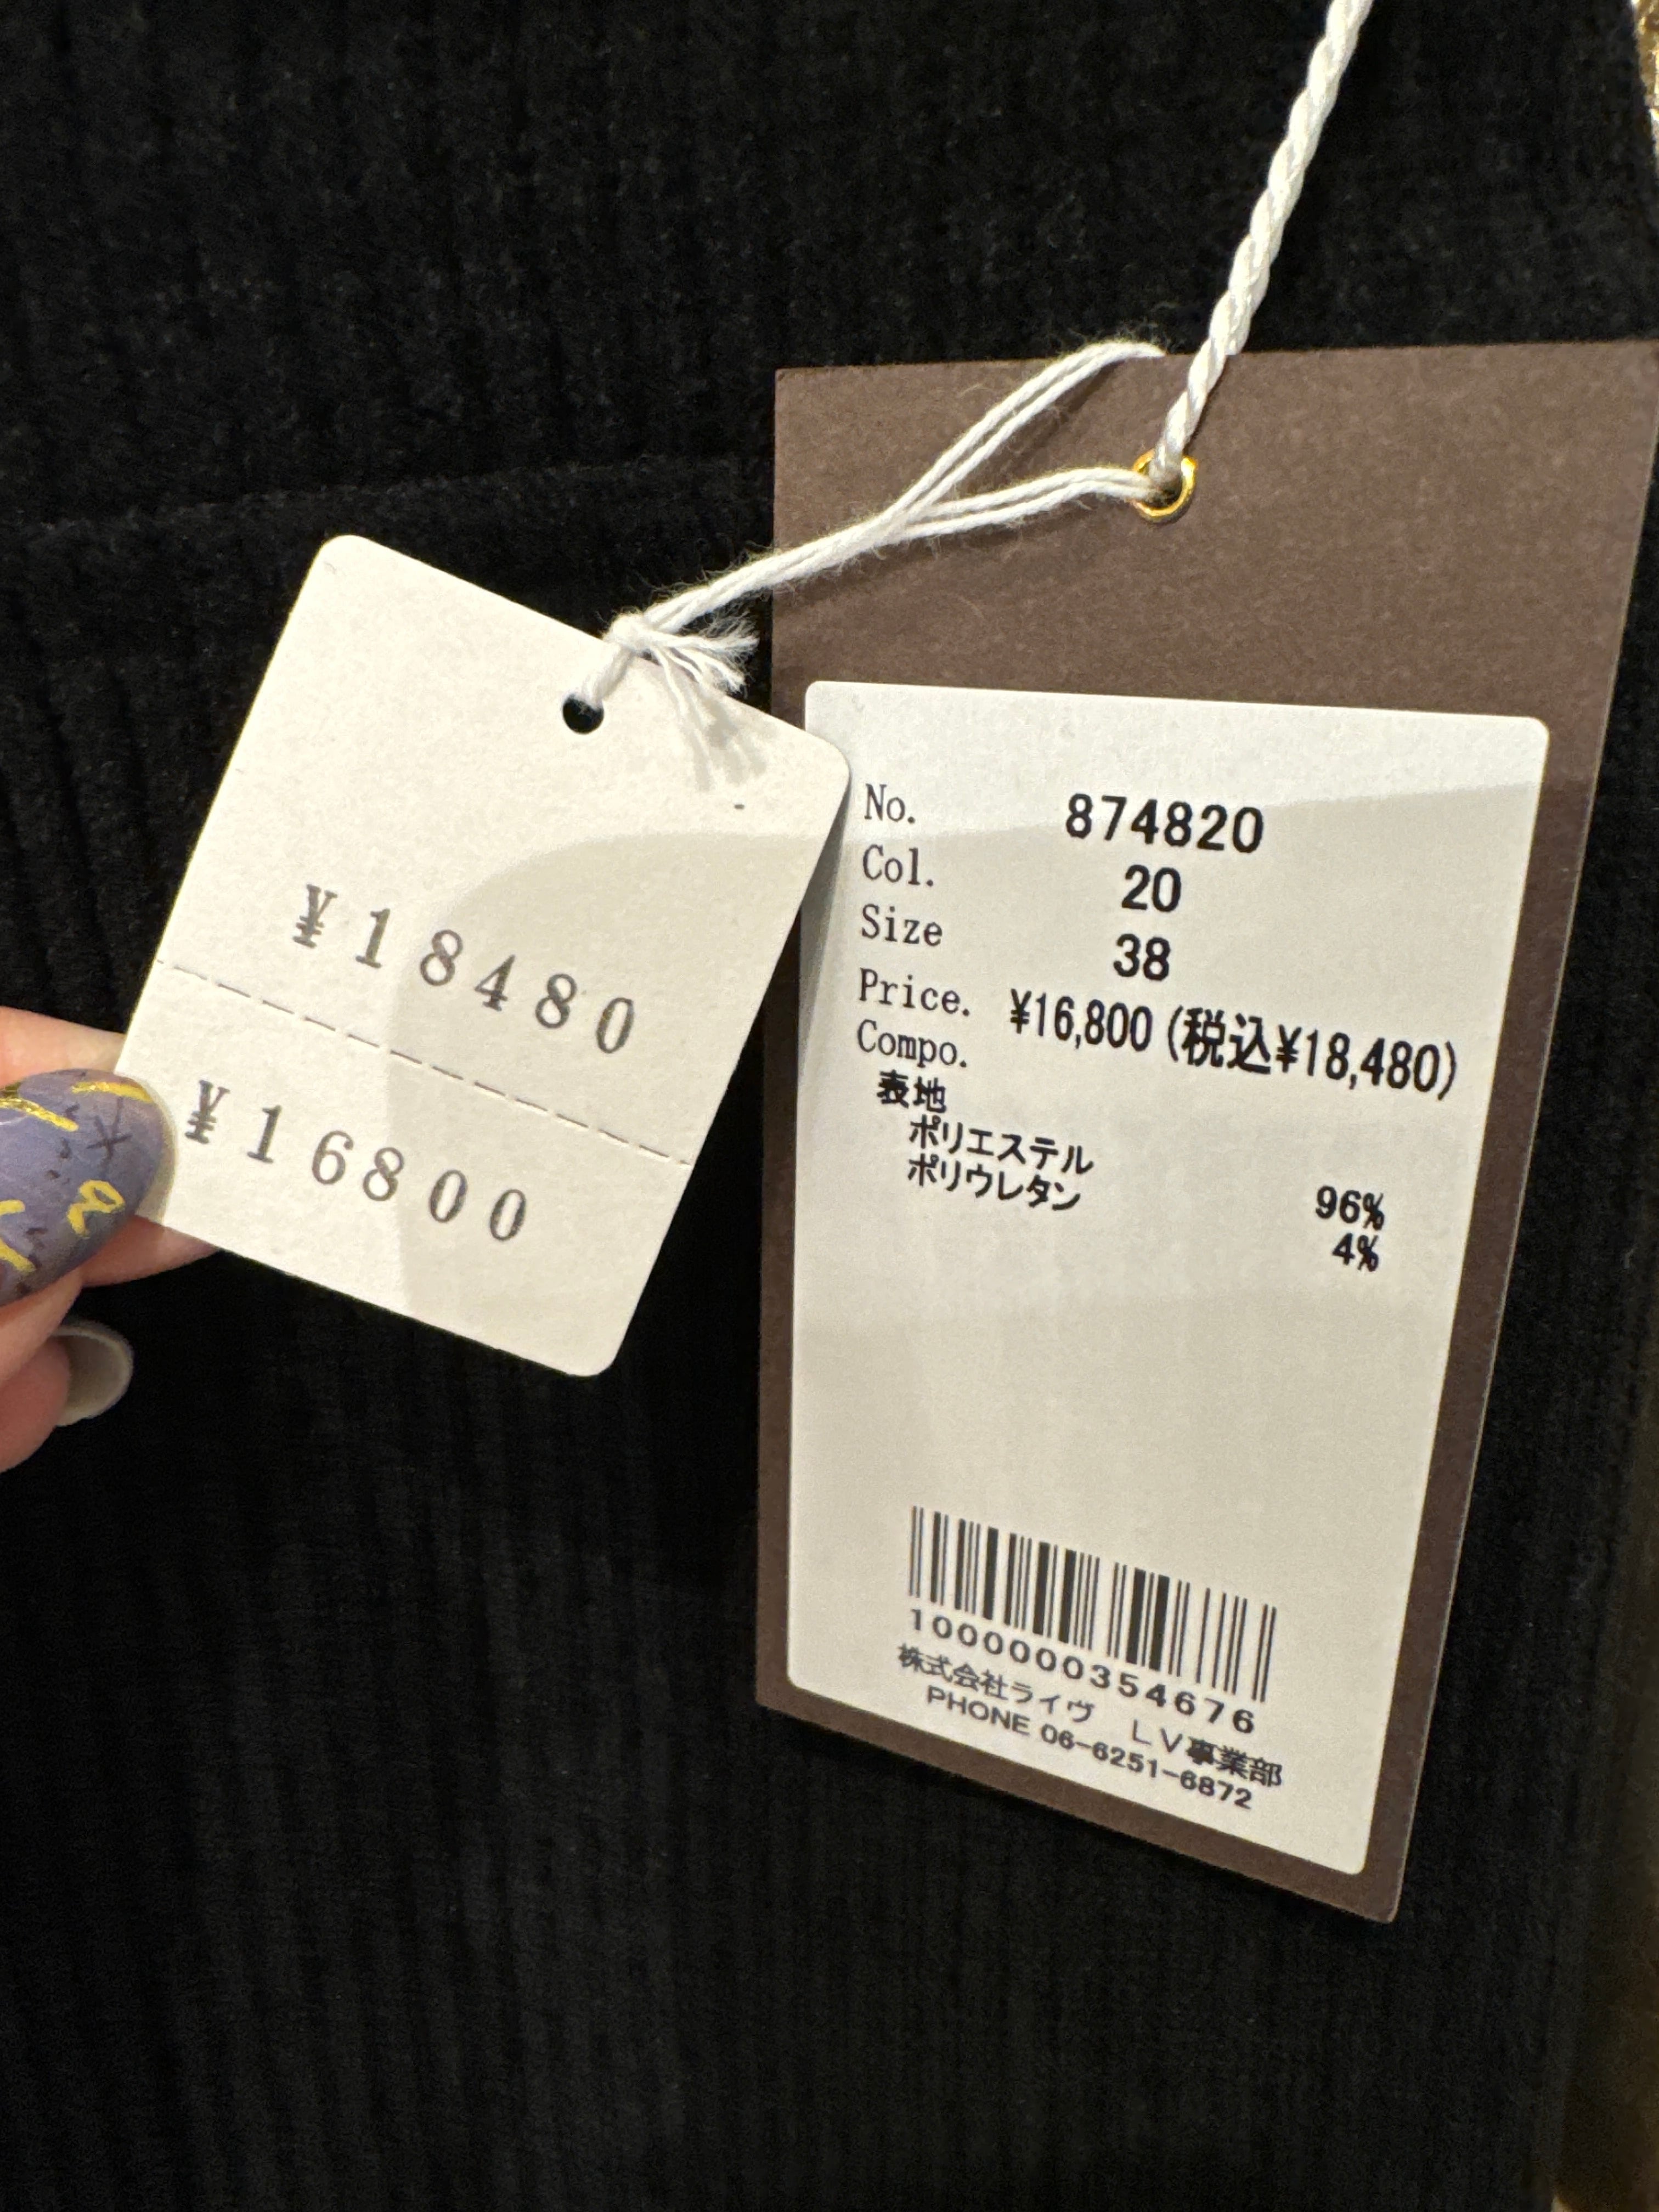 ¥18480
¥16800
No. 874820
Col. 20
Size 38
Price. ¥16,800 (税込¥18,480)
Compo.
表地
ポリエステル 96%
ポリウレタン 4%
1000000354676
株式会社ライヴ LV事業部
PHONE 06-6251-6872